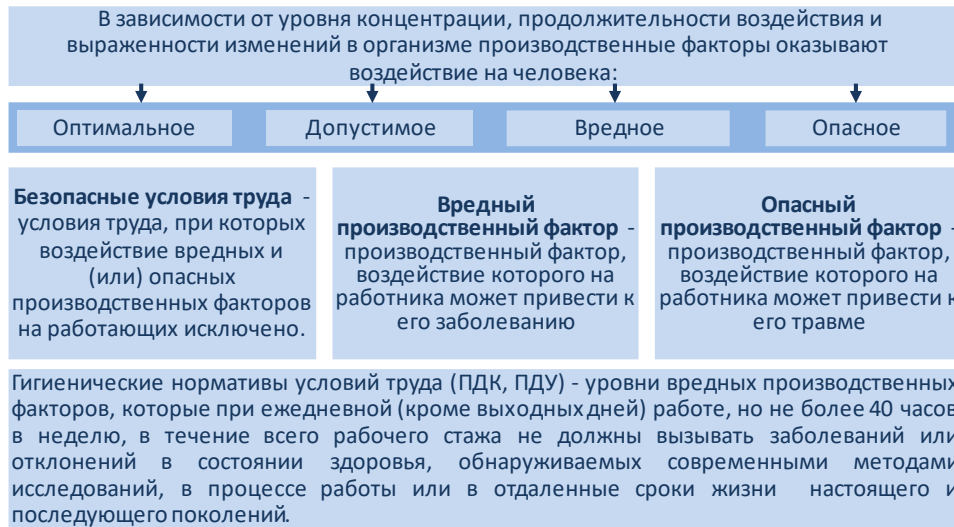 В зависимости от уровня концентрации, продолжительности воздействия и
выраженности изменений в организме производственные факторы оказывают
воздействие на человека:
Оптимальное
Допустимое
Вредное
Опасное
Безопасные условия труда -
условия труда, при которых
воздействие вредных и
(или) опасных
производственных факторов
на работающих исключено.
Вредный
производственный фактор -
производственный фактор,
воздействие которого на
работника может привести к
его заболеванию
Опасный
производственный фактор -
производственный фактор,
воздействие которого на
работника может привести к
его травме
Гигиенические нормативы условий труда (ПДК, ПДУ) - уровни вредных производственных
факторов, которые при ежедневной (кроме выходных дней) работе, но не более 40 часов
в неделю, в течение всего рабочего стажа не должны вызывать заболеваний или
отклонений в состоянии здоровья, обнаруживаемых современными методами
исследований, в процессе работы или в отдаленные сроки жизни настоящего и
последующего поколений.